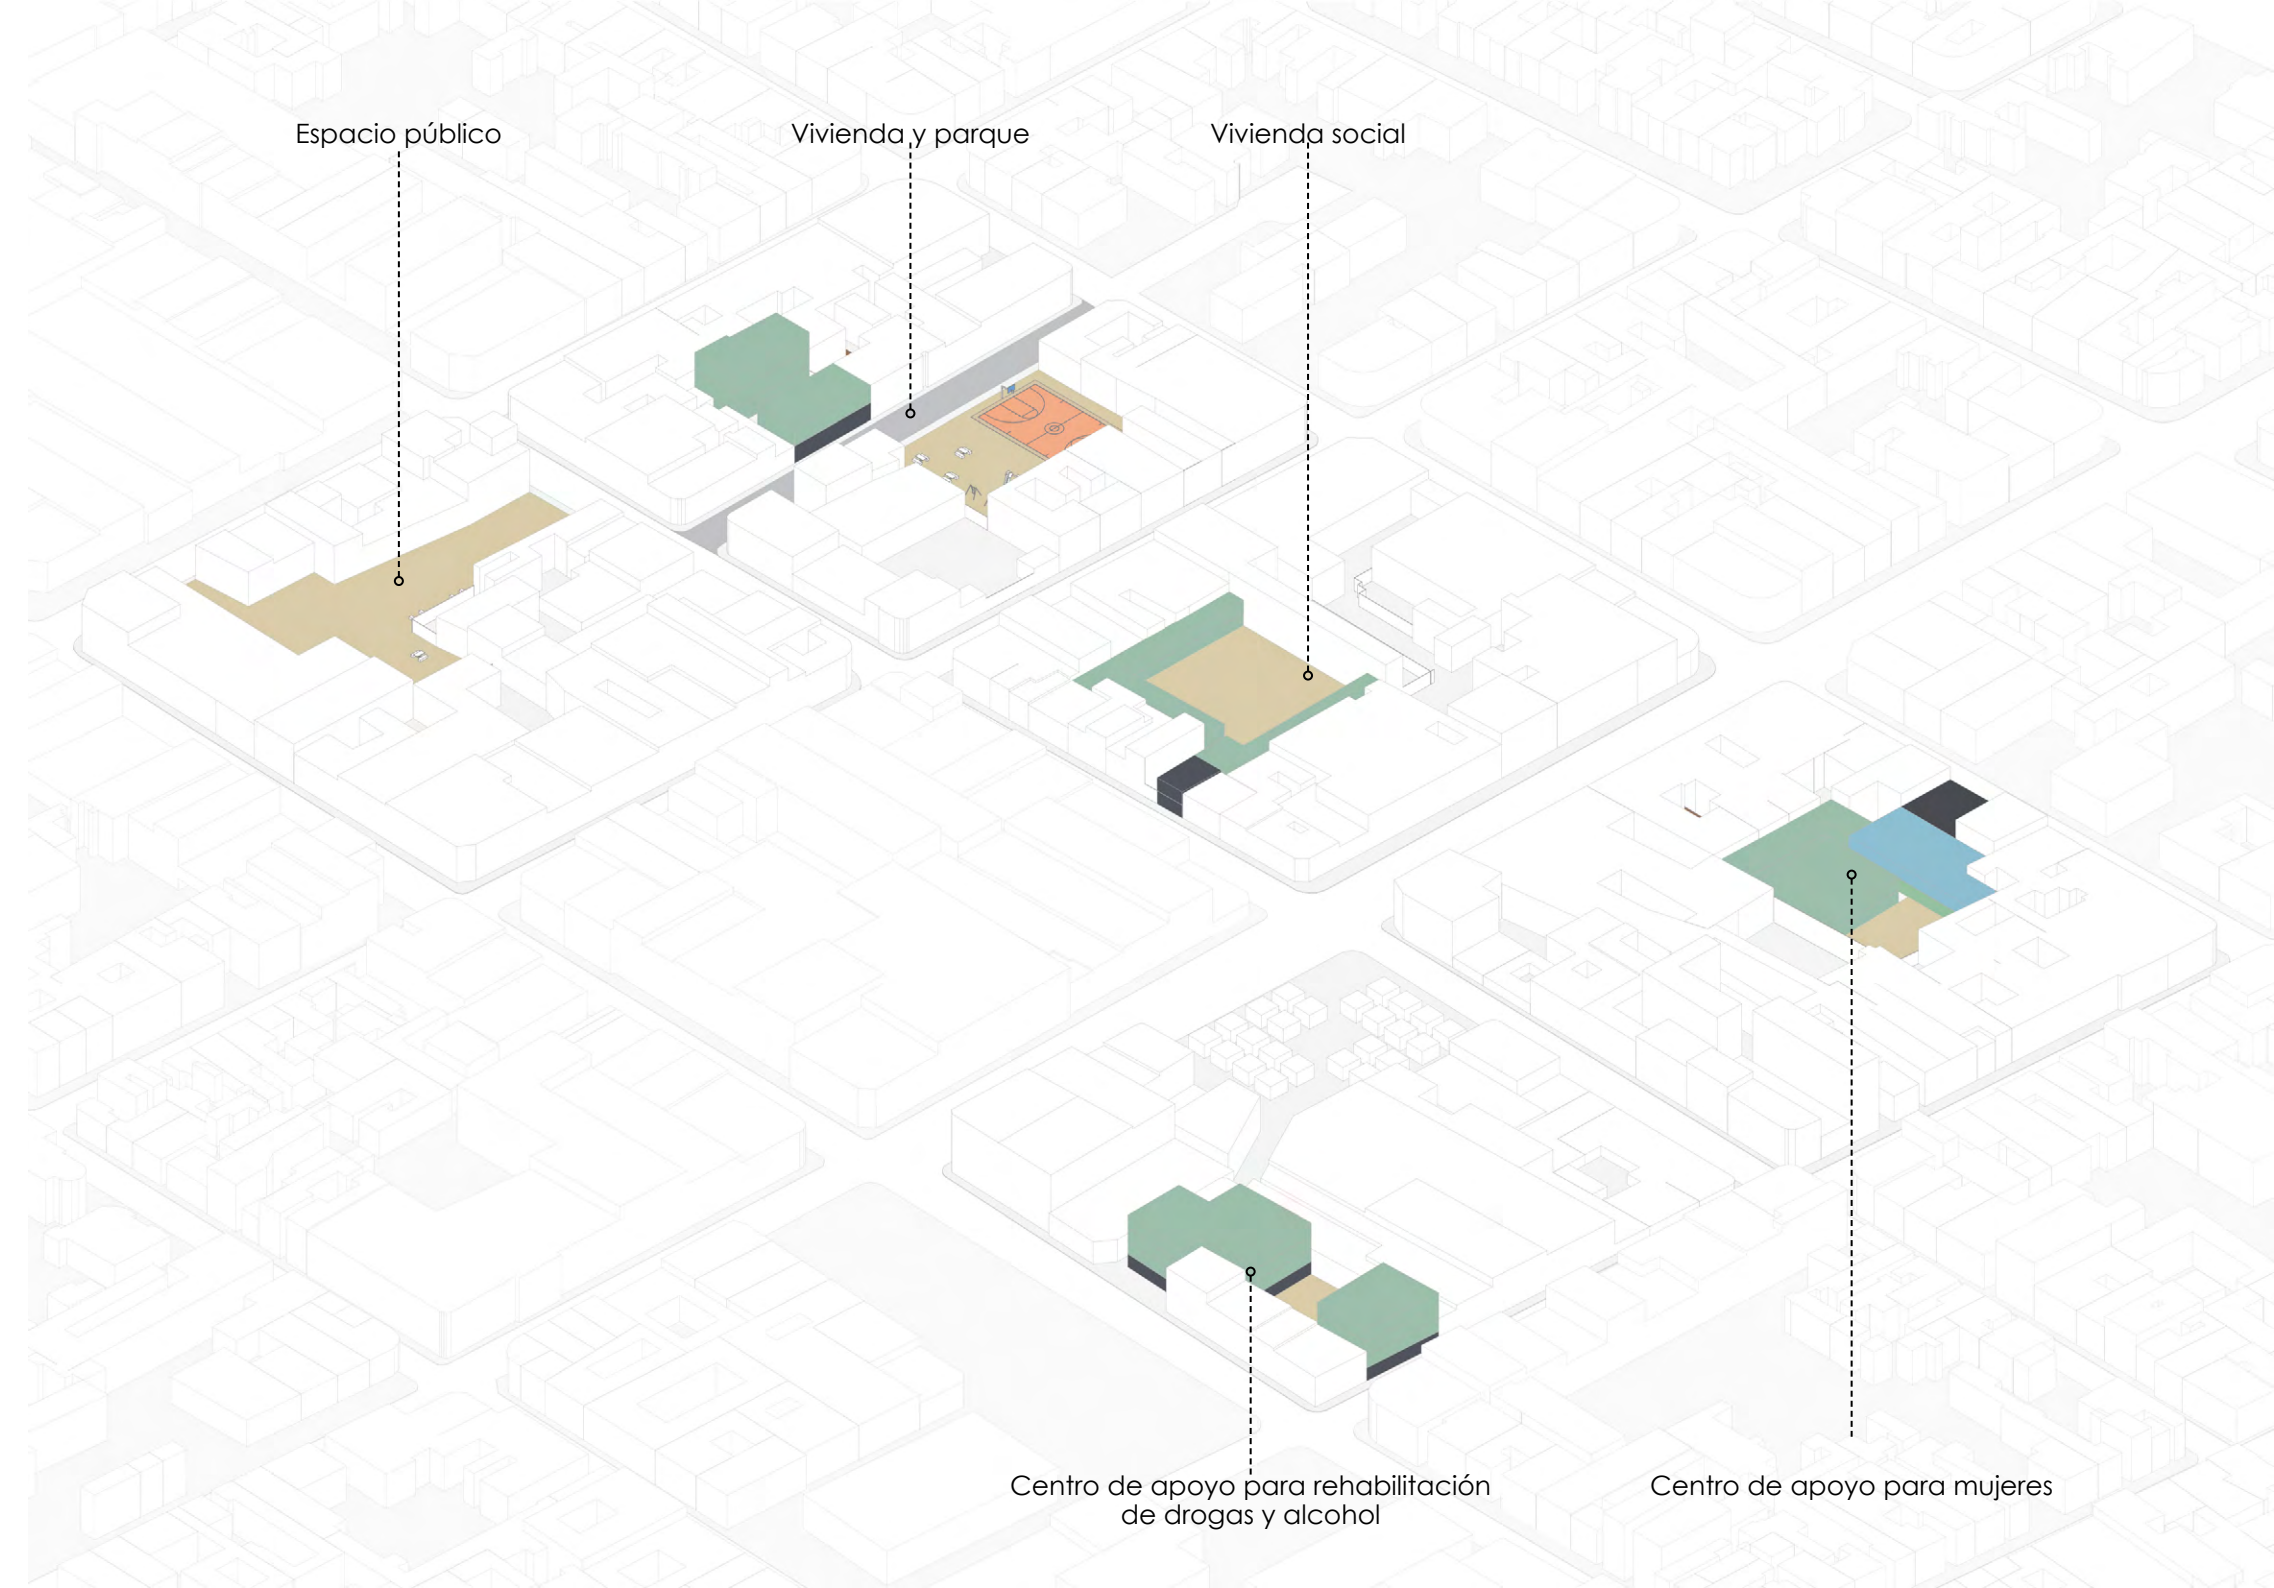 Espacio público
Vivienda y parque
Vivienda social
Centro de apoyo para rehabilitación
de drogas y alcohol
Centro de apoyo para mujeres